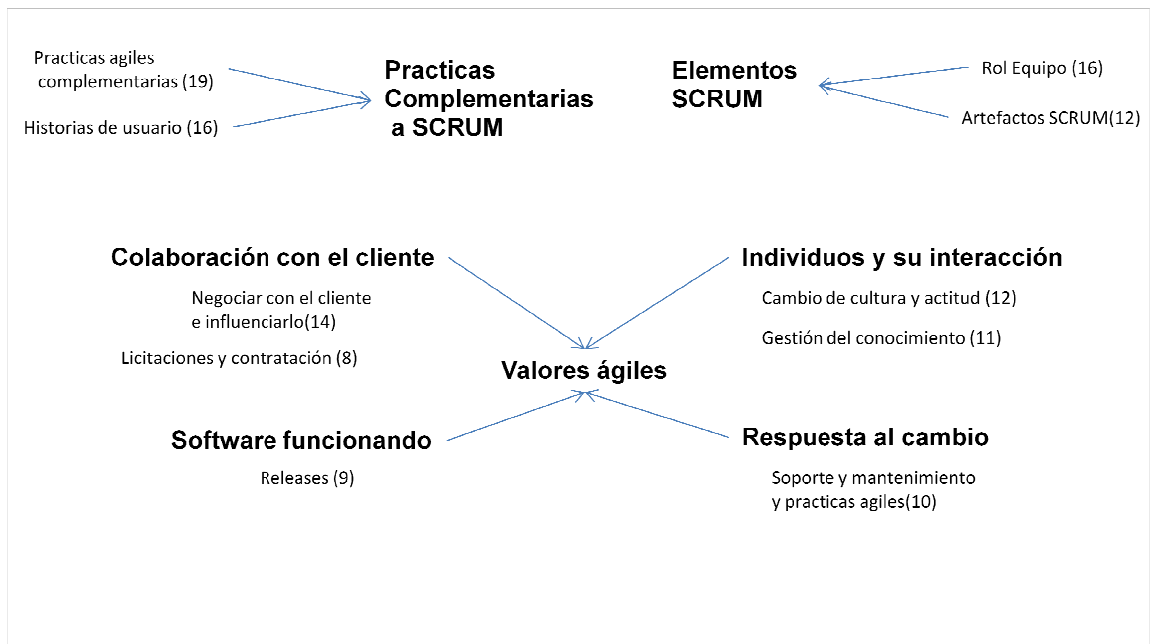 Practicas agiles
complementarias (19)
Historias de usuario (16)
Practicas
Complementarias
a SCRUM
Elementos
SCRUM
Rol Equipo (16)
Artefactos SCRUM(12)
Colaboración con el cliente
Negociar con el cliente
e influenciarlo(14)
Licitaciones y contratación (8)
Individuos y su interacción
Cambio de cultura y actitud (12)
Gestión del conocimiento (11)
Valores ágiles
Software funcionando
Releases (9)
Respuesta al cambio
Soporte y mantenimiento
y practicas agiles(10)